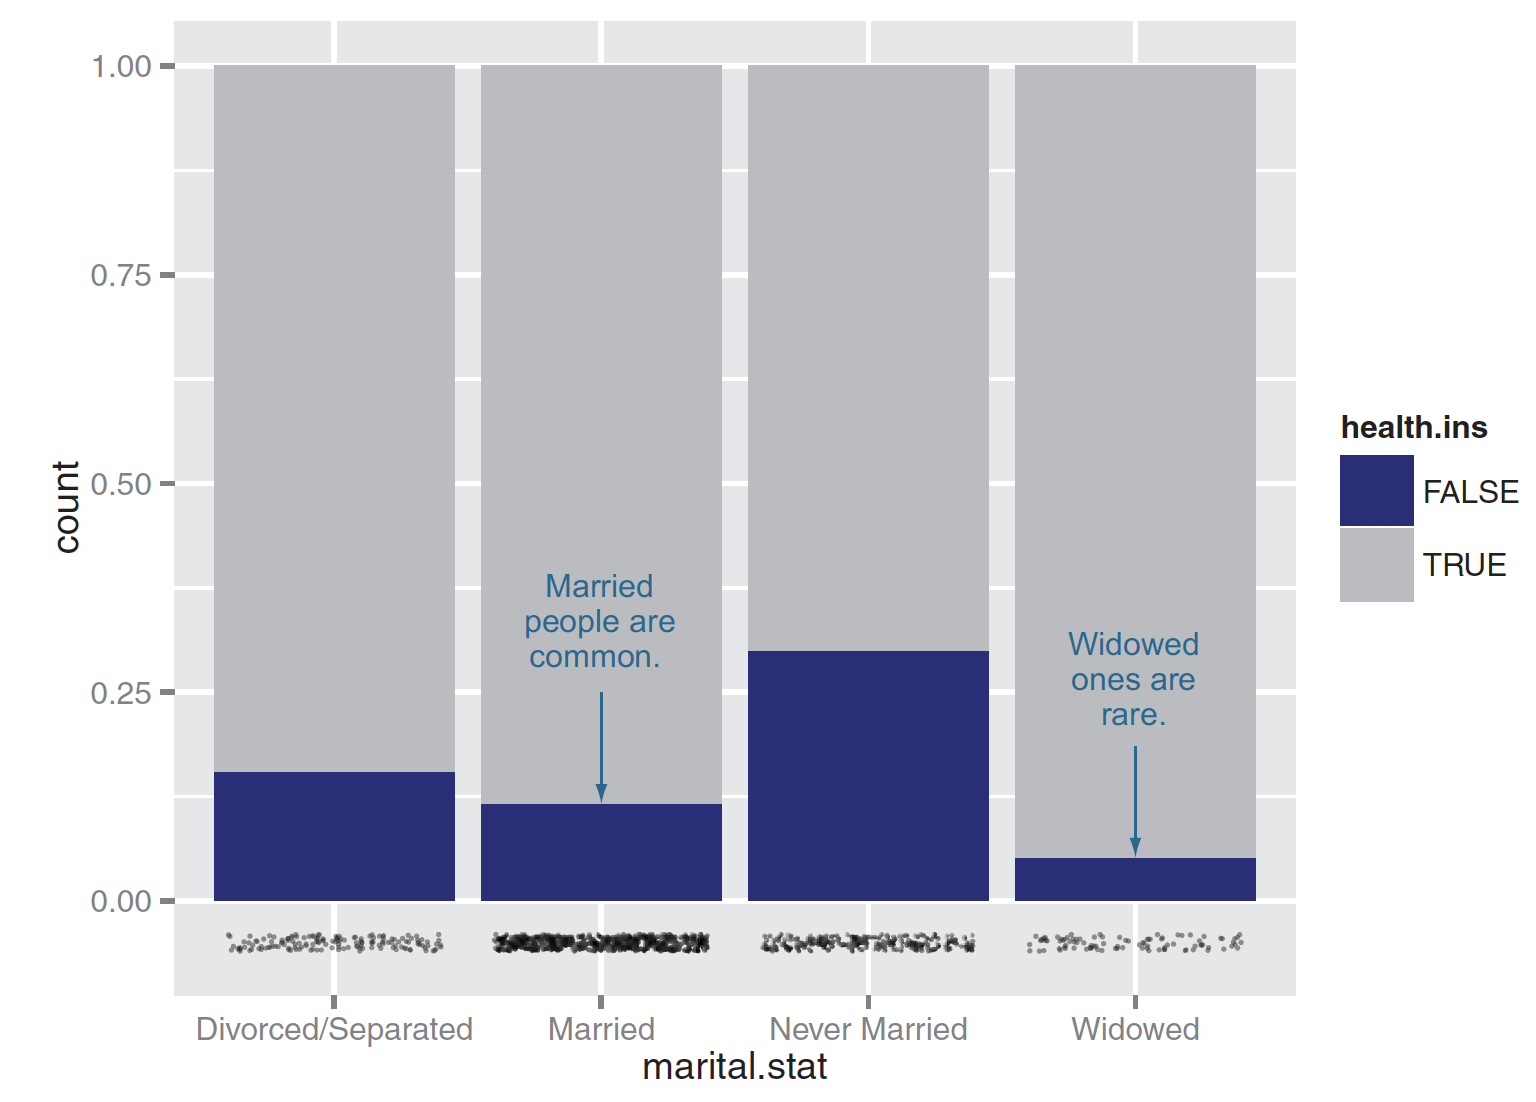 1.00
0.75
0.50
0.25
0.00
count
Married
people are
common.
Widowed
ones are
rare.
health.ins
FALSE
TRUE
Divorced/Separated
Married
Never Married
Widowed
marital.stat